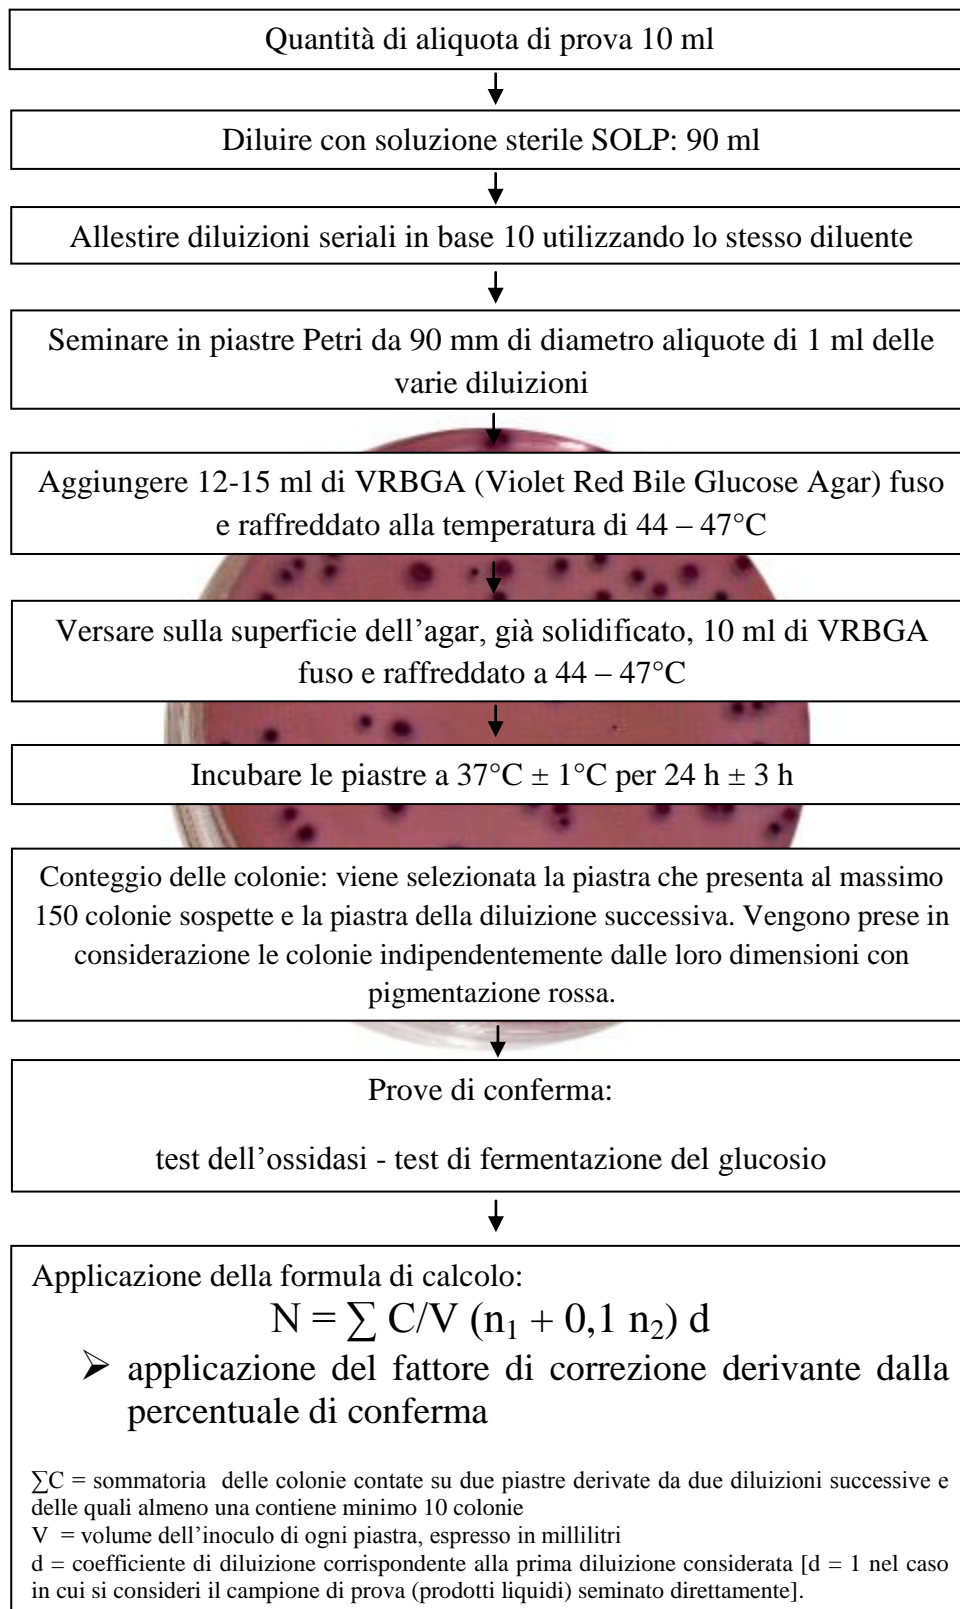 Quantità di aliquota di prova 10 ml
Diluire con soluzione sterile SOLP: 90 ml
Allestire diluizioni seriali in base 10 utilizzando lo stesso diluente
Seminare in piastre Petri da 90 mm di diametro aliquote di 1 ml delle
varie diluizioni
Aggiungere 12-15 ml di VRBGA (Violet Red Bile Glucose Agar) fuso
e raffreddato alla temperatura di 44 – 47°C
Versare sulla superficie dell’agar, già solidificato, 10 ml di VRBGA
fuso e raffreddato a 44 – 47°C
Incubare le piastre a 37°C ± 1°C per 24 h ± 3 h
Conteggio delle colonie: viene selezionata la piastra che presenta al massimo
150 colonie sospette e la piastra della diluizione successiva. Vengono prese in
considerazione le colonie indipendentemente dalle loro dimensioni con
pigmentazione rossa.
Prove di conferma:
test dell’ossidasi - test di fermentazione del glucosio
Applicazione della formula di calcolo:
N = ∑ C/V (n₁ + 0,1 n₂) d
➢ applicazione del fattore di correzione derivante dalla
percentuale di conferma
∑C = sommatoria delle colonie contate su due piastre derivate da due diluizioni successive e
delle quali almeno una contiene minimo 10 colonie
V = volume dell’inoculo di ogni piastra, espresso in millilitri
d = coefficiente di diluizione corrispondente alla prima diluizione considerata [d = 1 nel caso
in cui si consideri il campione di prova (prodotti liquidi) seminato direttamente].